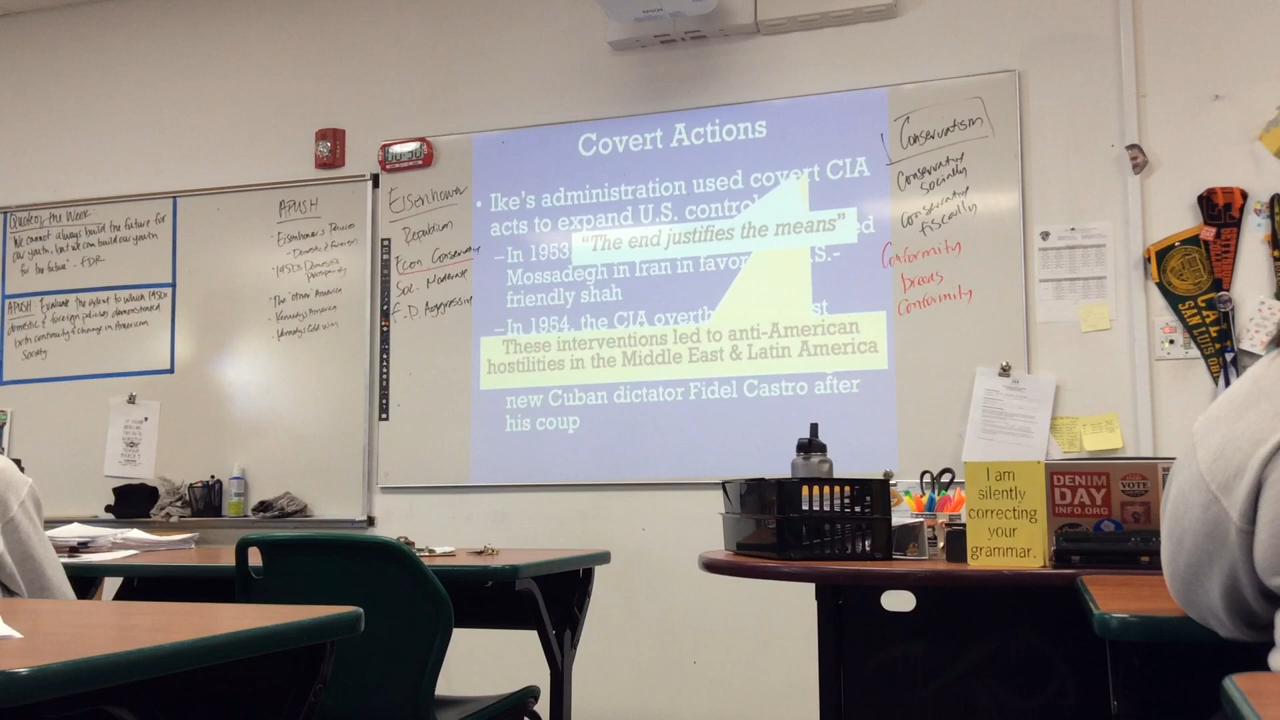 Quote of the Week
"We cannot always build the future for
our youth, but we can build our youth
for the future" - FDR
APUSH: Evaluate the extent to which 1950s
domestic & foreign policies demonstrated
both continuity & change in American
Society.
APUSH
- Eisenhower's Policies
- Domestic & foreign
- 1950s Domestic
Prosperity
- The "other" America
- Kennedy's America
- Kennedy's Cold War
Eisenhower
Republican
Econ. Conserv
Soc. Moderate
F.D. Aggressive
EPSON
Covert Actions
• Ike's administration used covert CIA
acts to expand U.S. control
"The end justifies the means"
–In 1953
Mossadegh in Iran in favor S.-
friendly shah
–In 1954, the CIA overth
These interventions led to anti-American
hostilities in the Middle East & Latin America
new Cuban dictator Fidel Castro after
his coup
Conservatism
Conservative
Socially
Conservative
fiscally
Conformity
breeds
Conformity
CAL
SAN LUIS OBI
I am
silently
correcting
your
grammar.
DENIM
DAY
INFO.ORG
VOTE